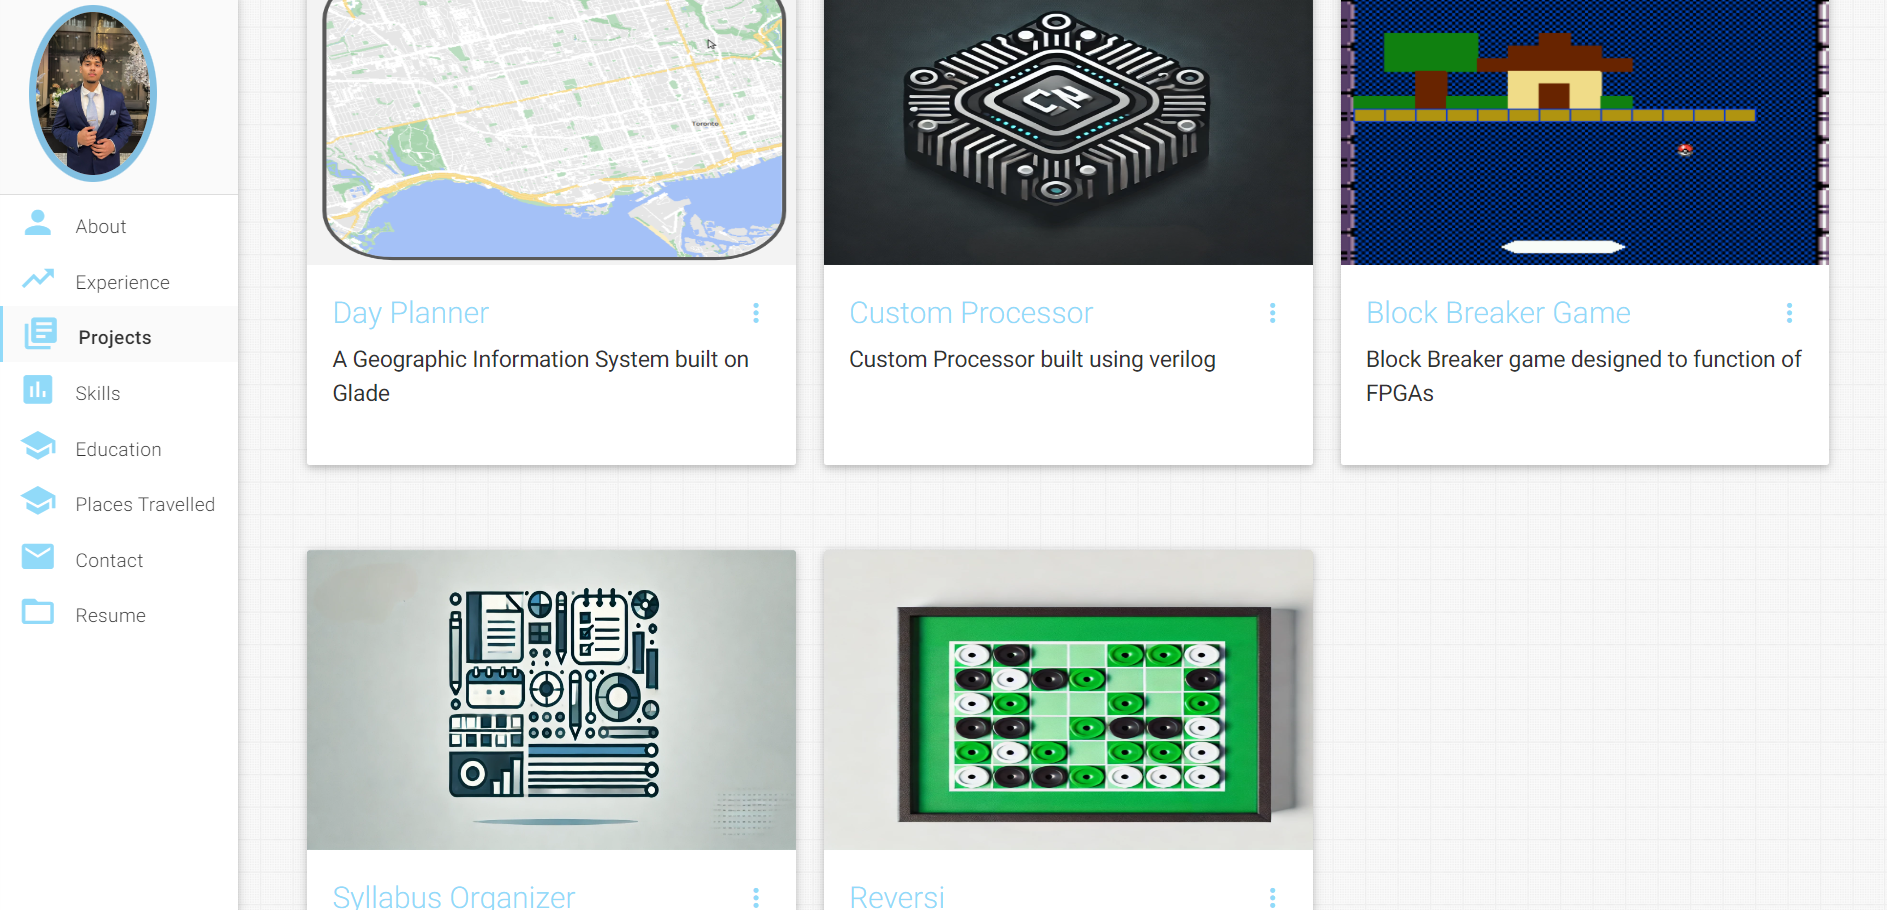 About
Experience
Projects
Skills
Education
Places Travelled
Contact
Resume
Toronto
Day Planner
A Geographic Information System built on
Glade
Custom Processor
Custom Processor built using verilog
Block Breaker Game
Block Breaker game designed to function of
FPGAs
Syllabus Organizer
Reversi